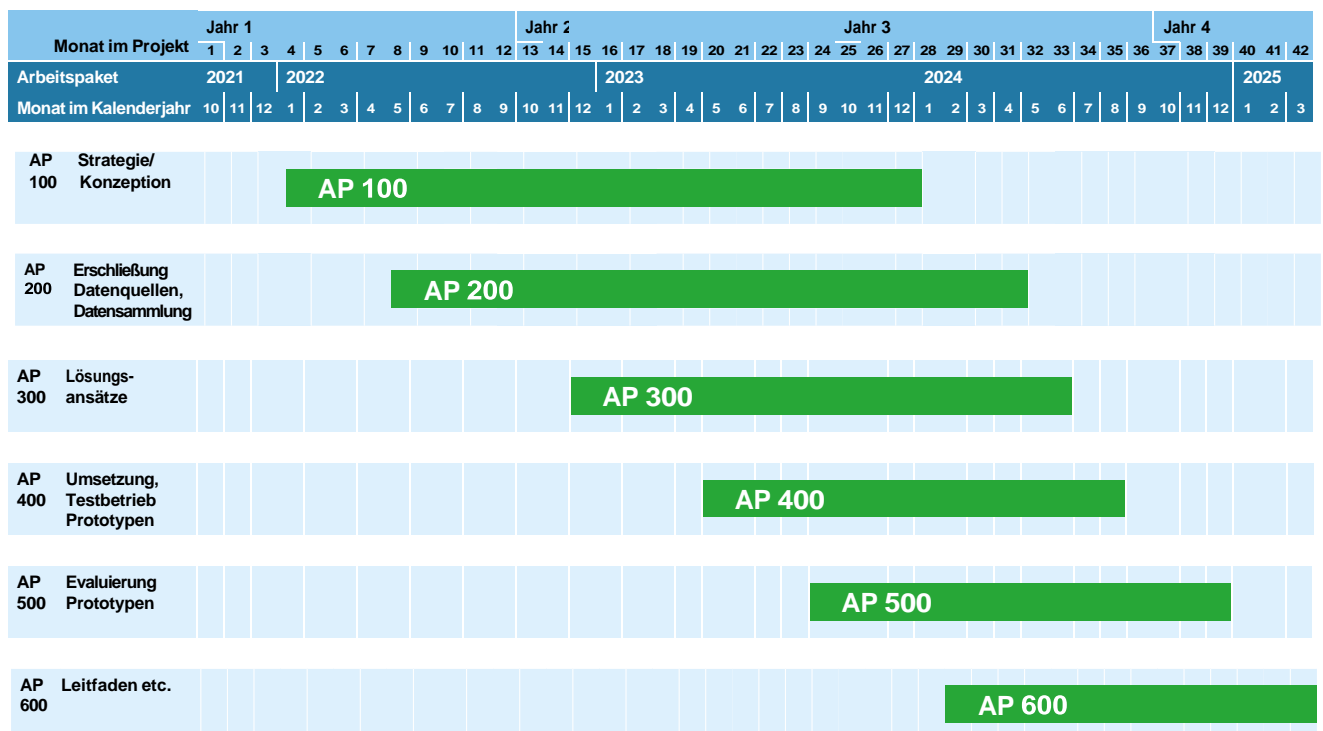 Jahr 1 Jahr 2 Jahr 3 Jahr 4
Monat im Projekt 1 2 3 4 5 6 7 8 9 10 11 12 13 14 15 16 17 18 19 20 21 22 23 24 25 26 27 28 29 30 31 32 33 34 35 36 37 38 39 40 41 42
Arbeitspaket 2021 2022 2023 2024 2025
Monat im Kalenderjahr 10 11 12 1 2 3 4 5 6 7 8 9 10 11 12 1 2 3 4 5 6 7 8 9 10 11 12 1 2 3 4 5 6 7 8 9 10 11 12 1 2 3
AP Strategie/
100 Konzeption
AP 100
AP Erschließung
200 Datenquellen,
Datensammlung
AP 200
AP Lösungs-
300 ansätze
AP 300
AP Umsetzung,
400 Testbetrieb
Prototypen
AP 400
AP Evaluierung
500 Prototypen
AP 500
AP Leitfaden etc.
600
AP 600